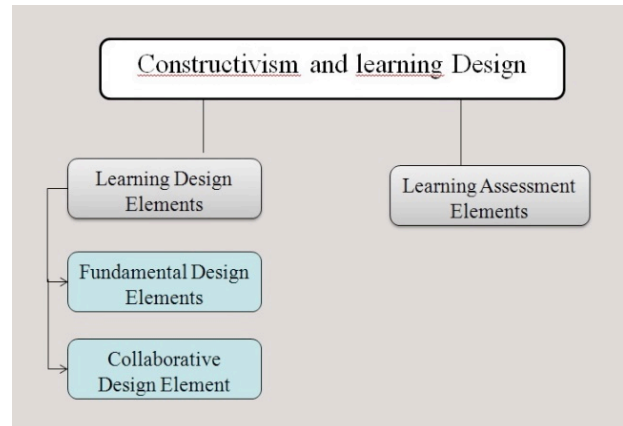 Constructivism and learning Design
Learning Design
Elements
Learning Assessment
Elements
Fundamental Design
Elements
Collaborative
Design Element